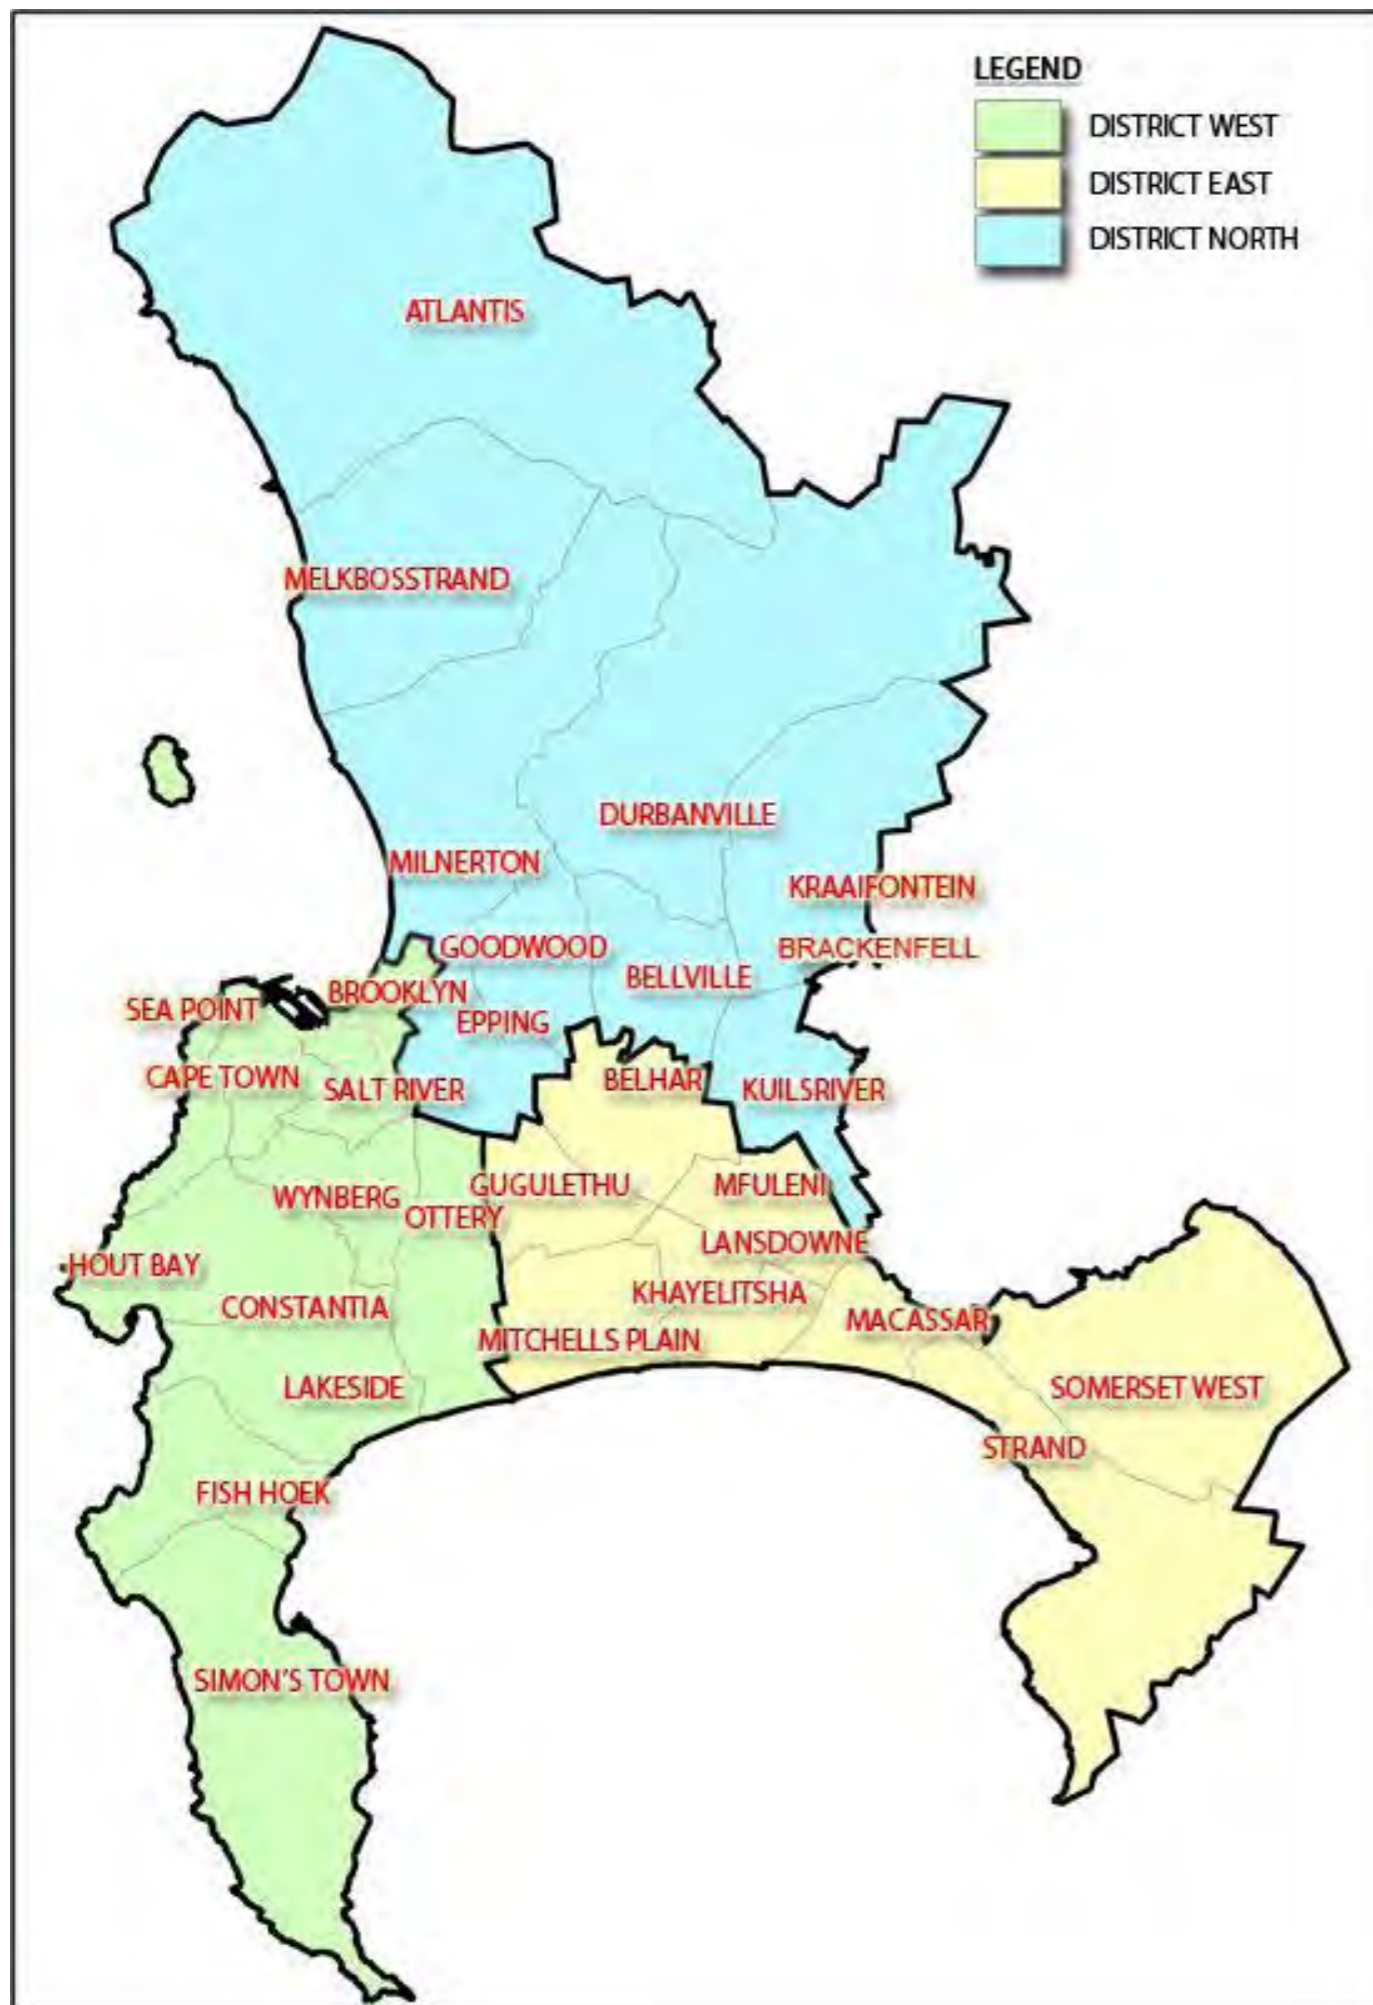 LEGEND
DISTRICT WEST
DISTRICT EAST
DISTRICT NORTH
ATLANTIS
MELKBOSSTRAND
DURBANVILLE
MILNERTON
KRAAIFONTEIN
GOODWOOD
BRACKENFELL
BELLVILLE
BROOKLYN
SEA POINT
EPPING
CAPE TOWN
SALT RIVER
BELHAR
KUILSRIVER
WYNBERG
GUGULETHU
MFULENI
OTTERY
LANSDOWNE
HOUT BAY
KHAYELITSHA
CONSTANTIA
MACASSAR
MITCHELLS PLAIN
LAKESIDE
SOMERSET WEST
STRAND
FISH HOEK
SIMON'S TOWN